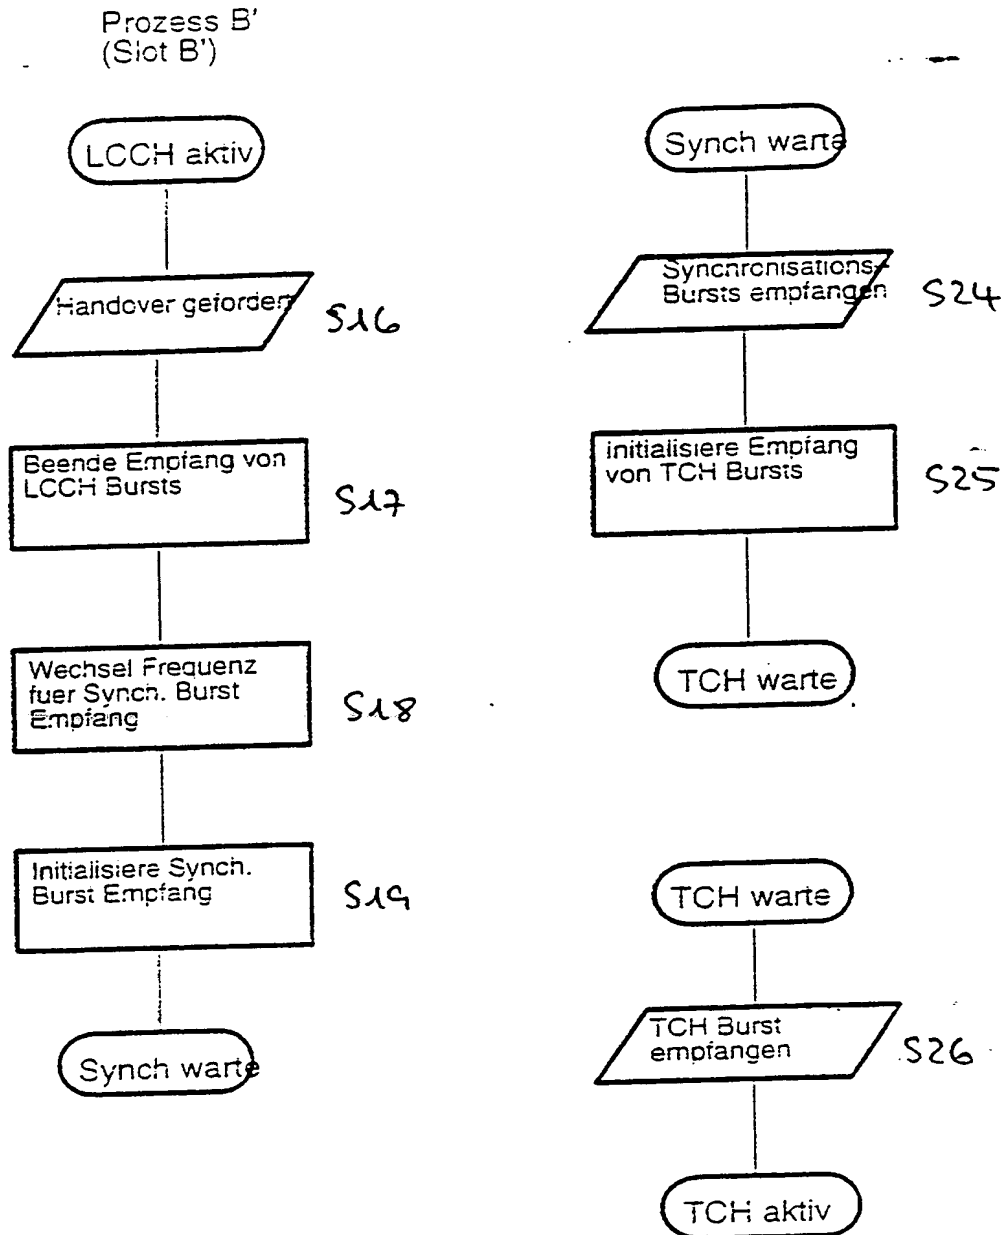 Prozess B'
(Slot B')
LCCH aktiv
Handover gefordert
S16
Beende Empfang von
LCCH Bursts
S17
Wechsel Frequenz
fuer Synch. Burst
Empfang
S18
Initialisiere Synch.
Burst Empfang
S19
Synch warte
Synch warte
Synchronisations-
Bursts empfangen
S24
initialisiere Empfang
von TCH Bursts
S25
TCH warte
TCH warte
TCH Burst
empfangen
S26
TCH aktiv